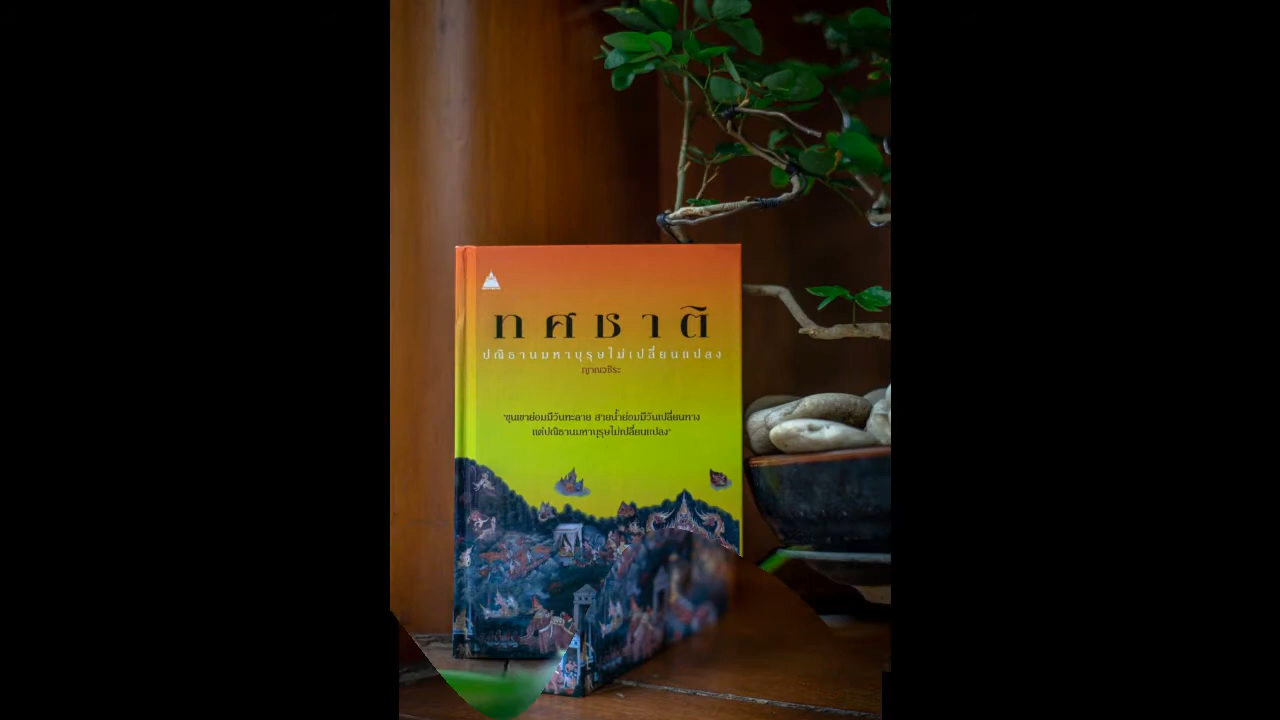 ทศชาติ
ปณิธานมหาบุรุษไม่เปลี่ยนแปลง
ญาณวชิระ
"ขุนเขาย่อมมีวันทะลาย สายน้ำย่อมมีวันเปลี่ยนทาง
แต่ปณิธานมหาบุรุษไม่เปลี่ยนแปลง"